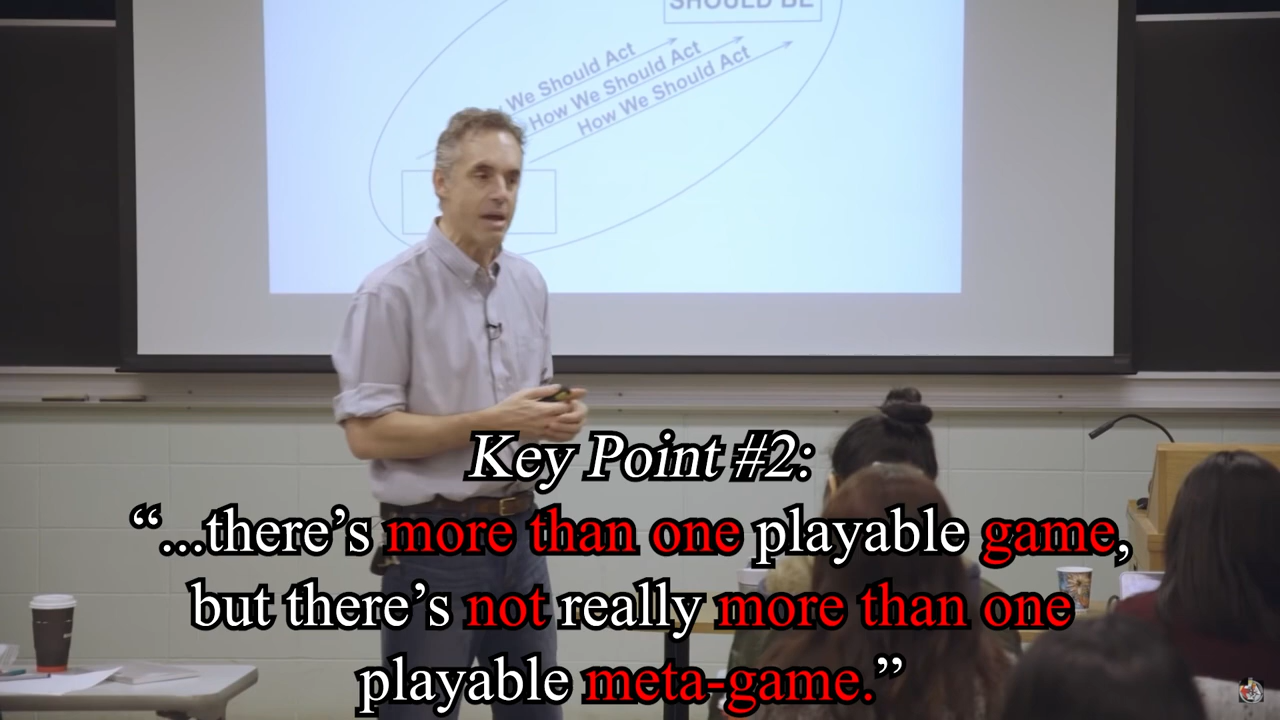 SHOULD BE
We Should Act
How We Should Act
How We Should Act
Key Point #2:
“...there’s more than one playable game,
but there’s not really more than one
playable meta-game.”